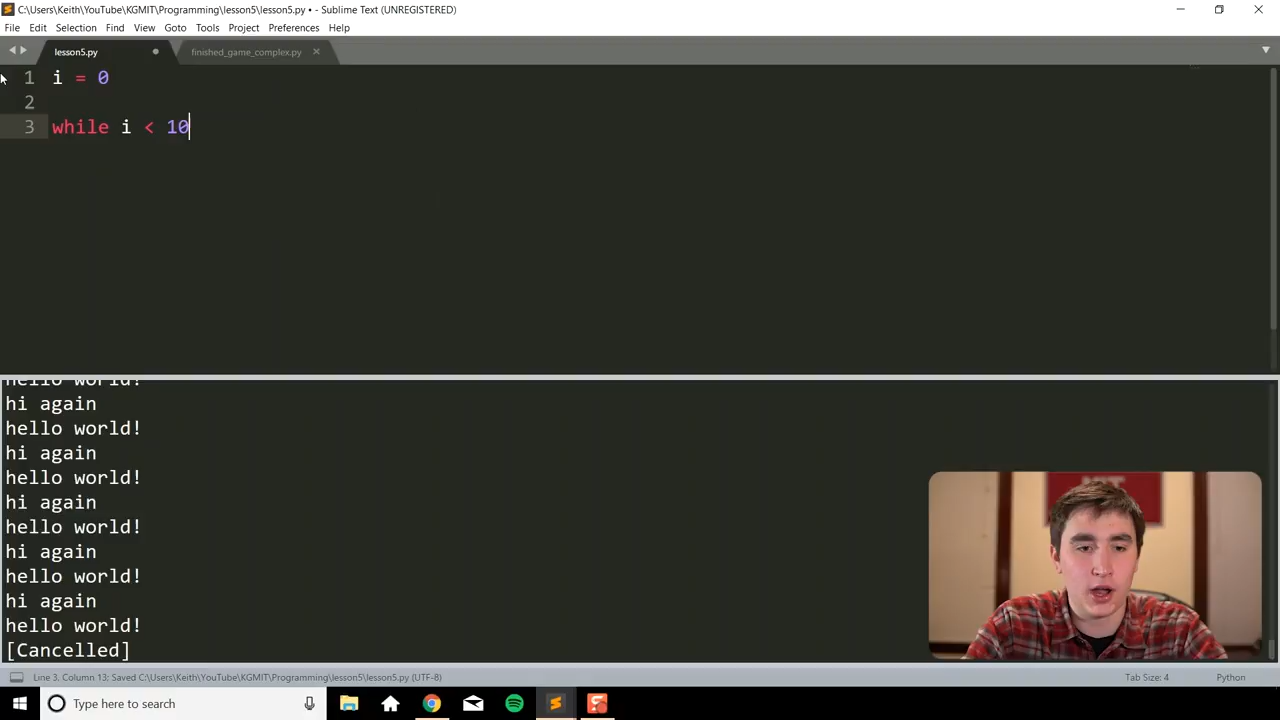 C:\Users\Keith\YouTube\KGMIT\Programming\lesson5\lesson5.py • - Sublime Text (UNREGISTERED)
File Edit Selection Find View Goto Tools Project Preferences Help
lesson5.py finished_game_complex.py
1 i = 0
2
3 while i < 10
hello world!
hi again
hello world!
hi again
hello world!
hi again
hello world!
hi again
hello world!
hi again
hello world!
[Cancelled]
Line 3, Column 13: Saved C:\Users\Keith\YouTube\KGMIT\Programming\lesson5\lesson5.py (UTF-8) Tab Size: 4 Python
Type here to search